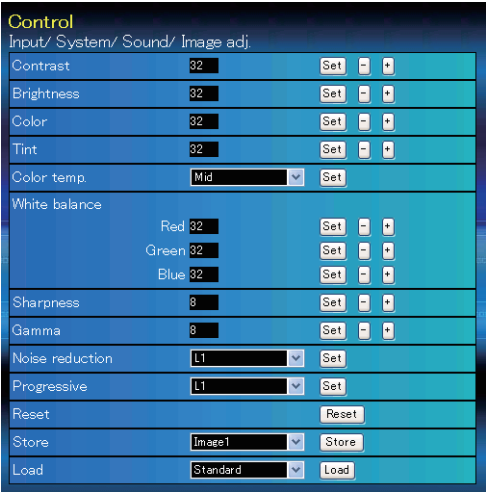 Control
Input/ System/ Sound/ Image adj.
Contrast 32 Set - +
Brightness 32 Set - +
Color 32 Set - +
Tint 32 Set - +
Color temp. Mid Set
White balance
Red 32 Set - +
Green 32 Set - +
Blue 32 Set - +
Sharpness 8 Set - +
Gamma 8 Set - +
Noise reduction L1 Set
Progressive L1 Set
Reset Reset
Store Image1 Store
Load Standard Load